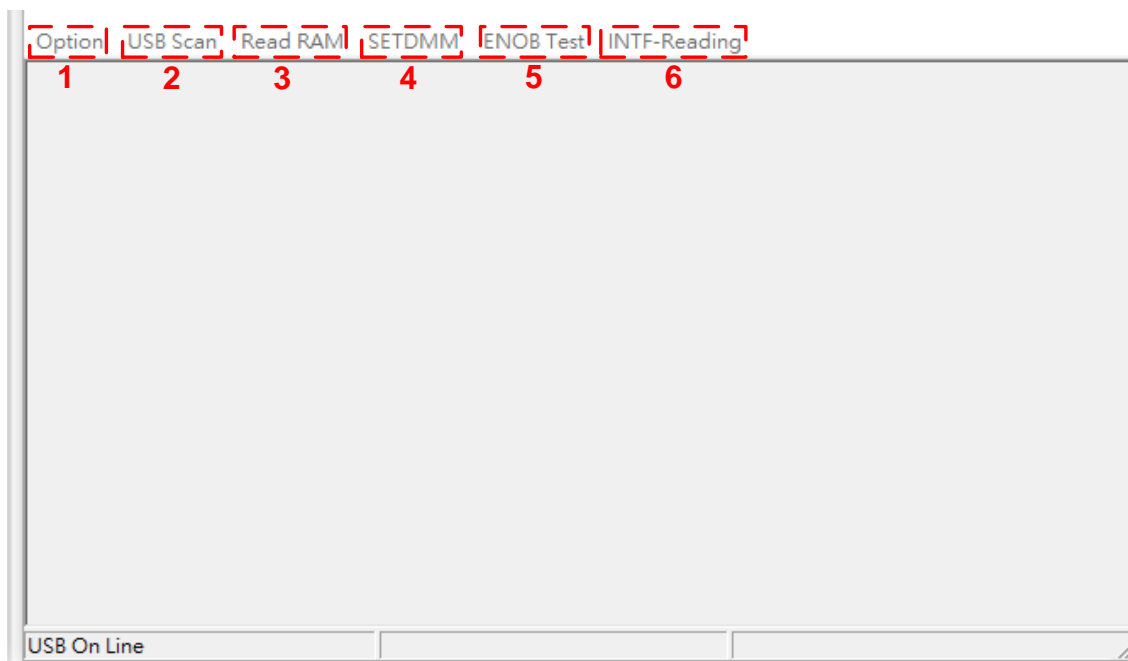 Option USB Scan Read RAM SETDMM ENOB Test INTF-Reading
1 2 3 4 5 6
USB On Line